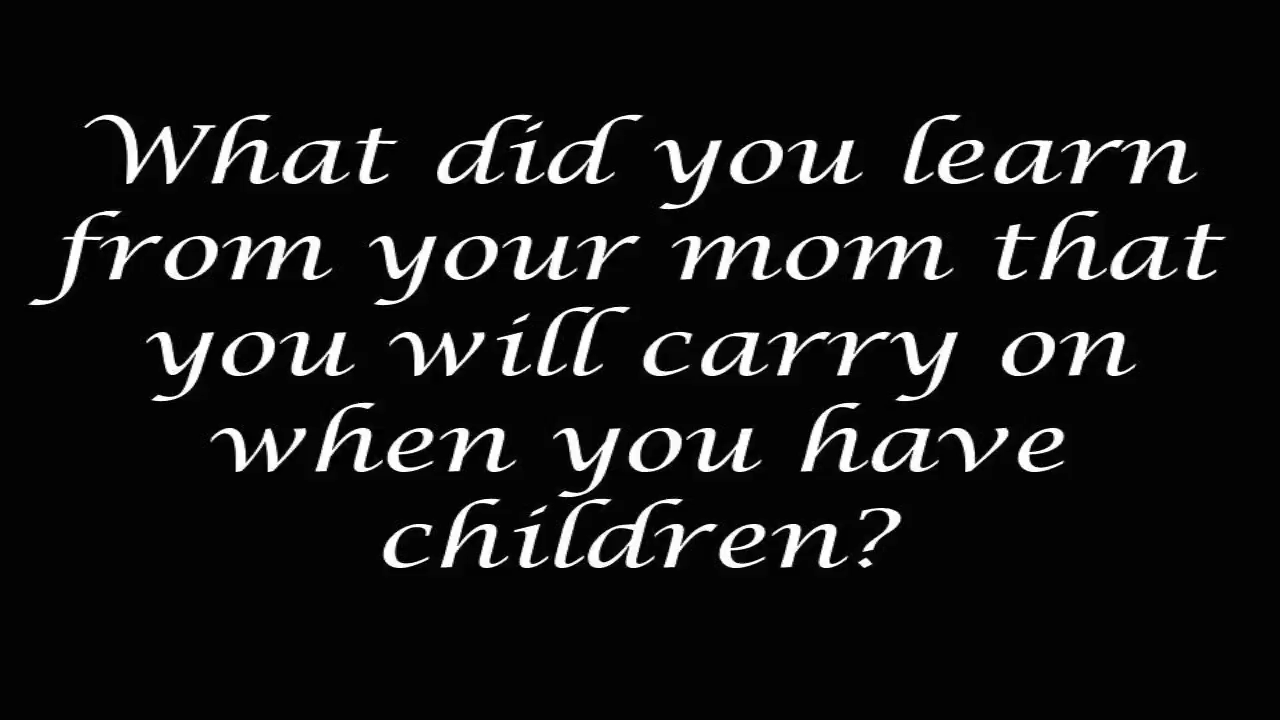 What did you learn
from your mom that
you will carry on
when you have
children?